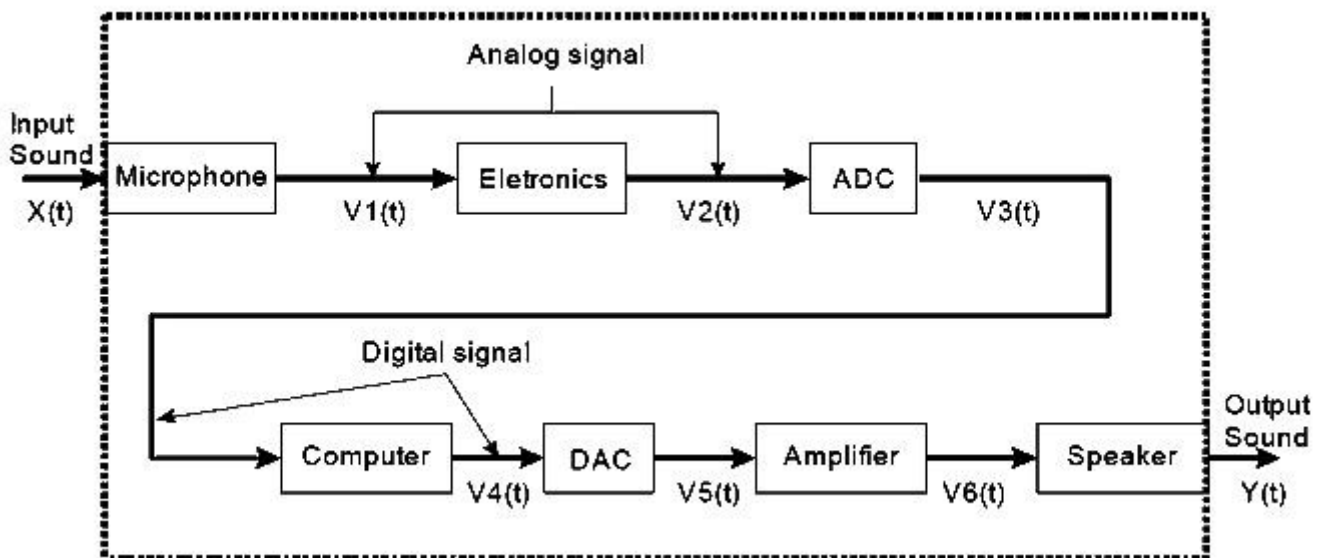 Analog signal
Input
Sound
Microphone
Eletronics
ADC
X(t)
V1(t)
V2(t)
V3(t)
Digital signal
Output
Sound
Computer
DAC
Amplifier
Speaker
V4(t)
V5(t)
V6(t)
Y(t)